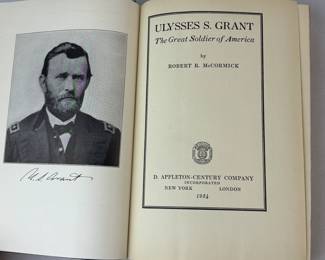 U.S. Grant
ULYSSES S. GRANT
The Great Soldier of America
by
ROBERT R. McCORMICK
D. APPLETON-CENTURY COMPANY
INCORPORATED
NEW YORK LONDON
1934